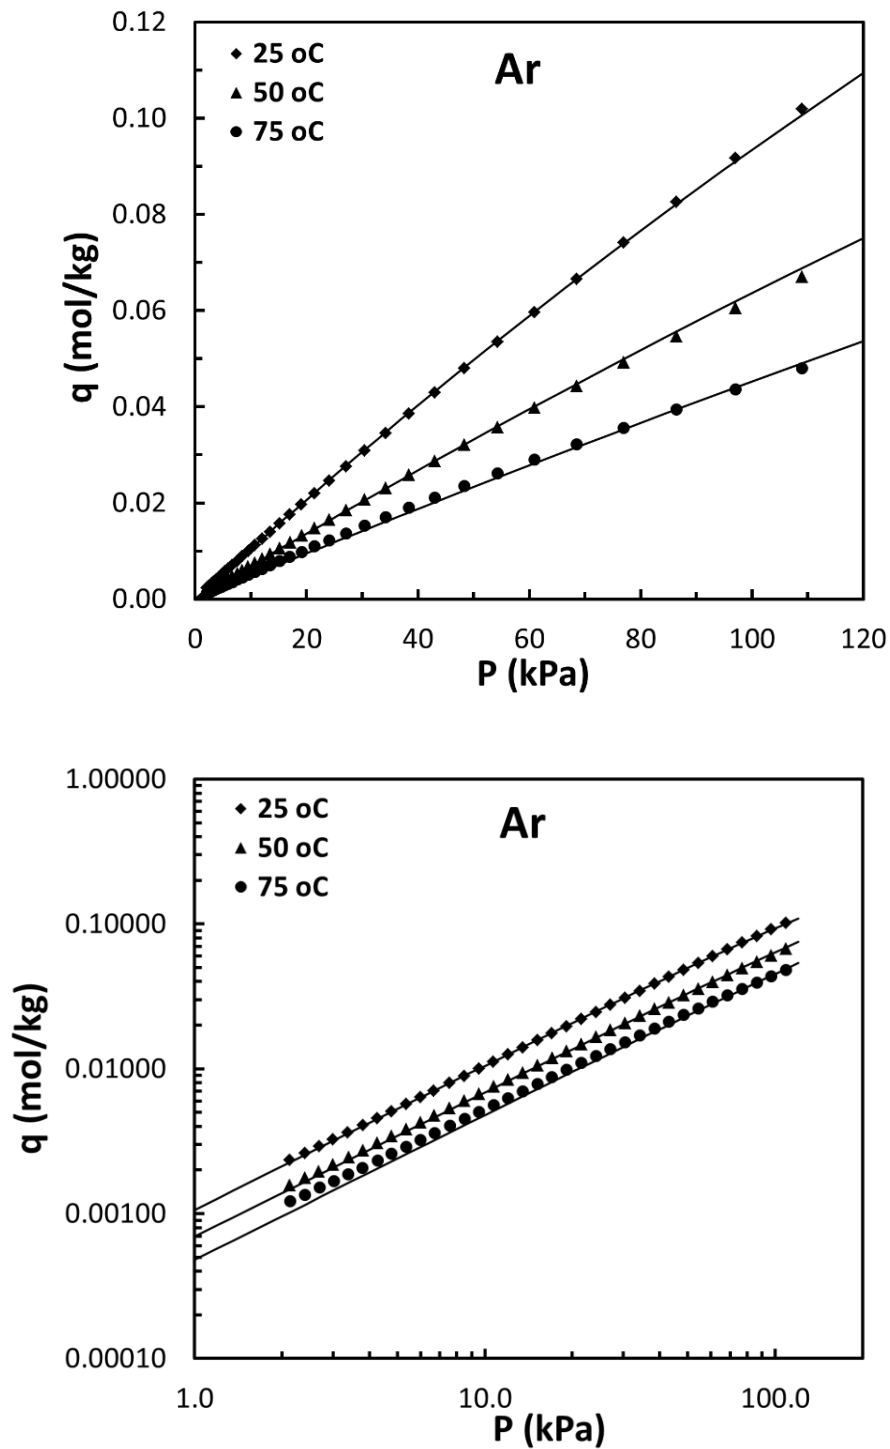 Ar
25 oC
50 oC
75 oC
0.12
0.10
0.08
0.06
0.04
0.02
0.00
q (mol/kg)
0 20 40 60 80 100 120
P (kPa)
Ar
25 oC
50 oC
75 oC
1.00000
0.10000
0.01000
0.00100
0.00010
q (mol/kg)
1.0 10.0 100.0
P (kPa)